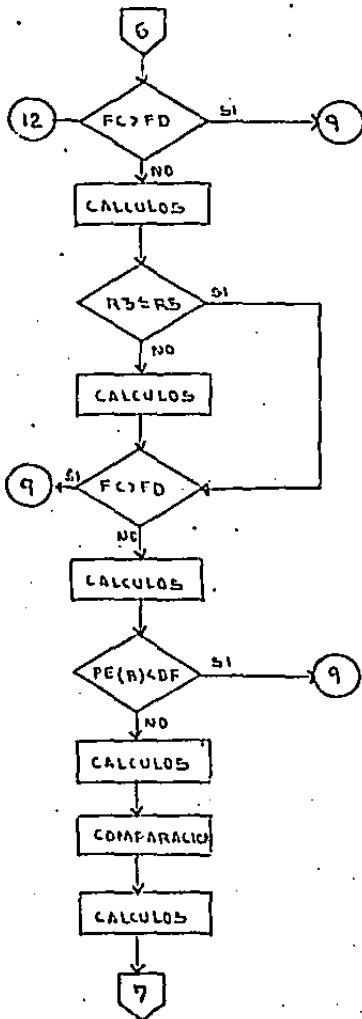 6
12 FC>FD SI 9
NO
CALCULOS
R3≤R5 SI
NO
CALCULOS
9 SI FC>FD
NO
CALCULOS
PE(B)<DF SI 9
NO
CALCULOS
COMPARACIO
CALCULOS
7